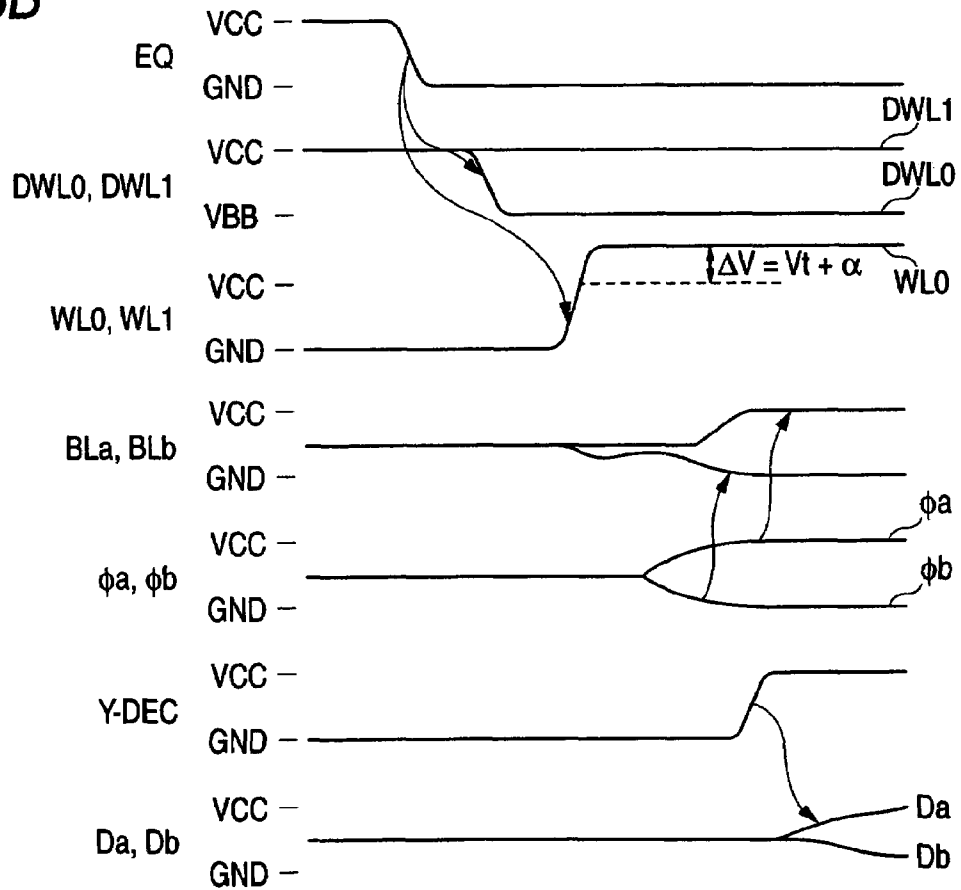 VCC
EQ
GND
DWL1
VCC
DWL0
DWL0, DWL1
VBB
ΔV = Vt + α
VCC
WL0
WL0, WL1
GND
VCC
BLa, BLb
GND
ϕa
VCC
ϕa, ϕb
ϕb
GND
VCC
Y-DEC
GND
VCC
Da
Da, Db
Db
GND